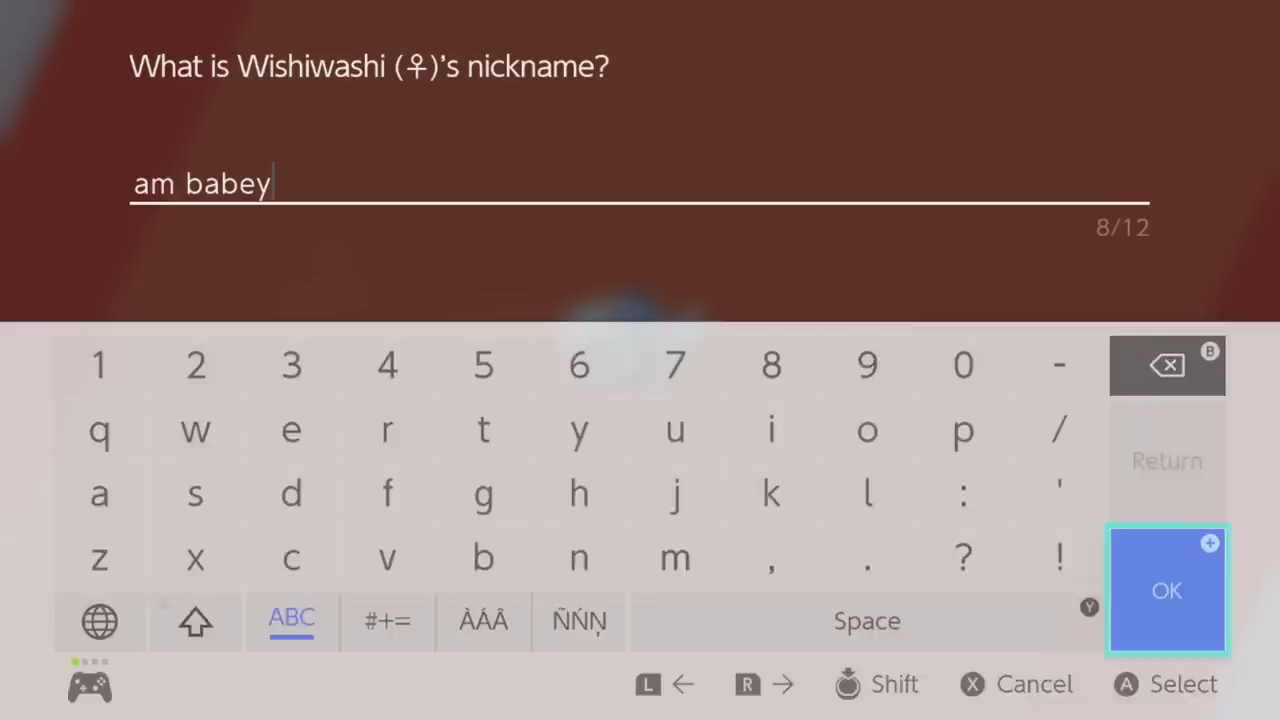 What is Wishiwashi (♀)'s nickname?
am babey
8/12
1 2 3 4 5 6 7 8 9 0 - B
q w e r t y u i o p / Return
a s d f g h j k l : '
z x c v b n m , . ? ! + OK
ABC #+= ÀÁÂ ÑŃŅ Space Y
L ← R → Shift X Cancel A Select